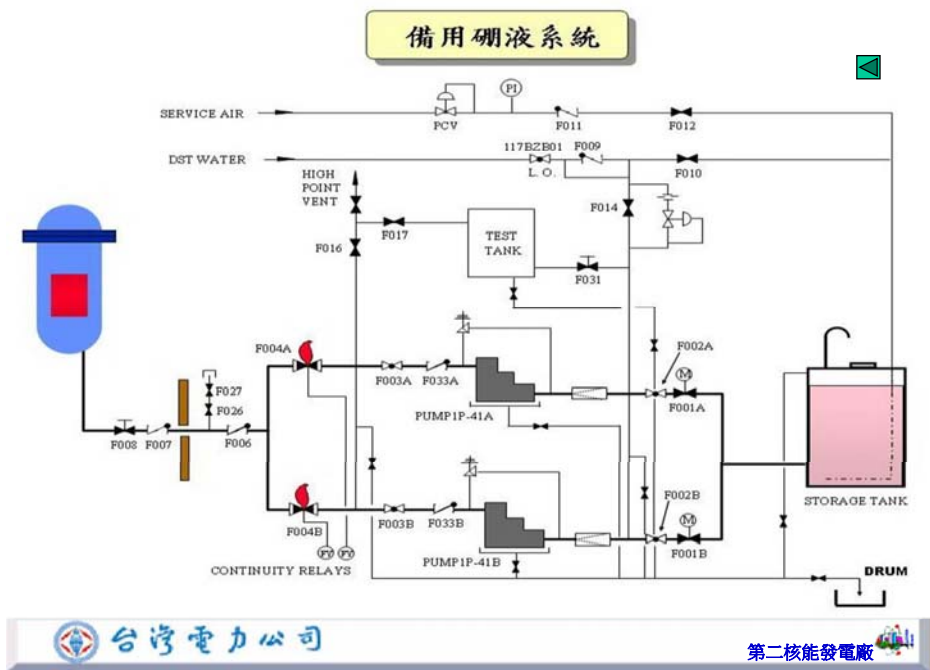 備用硼液系統
PI
SERVICE AIR
PCV
F011
F012
117BZB01
F009
DST WATER
L. O.
F010
HIGH
POINT
VENT
F014
F017
F016
TEST
TANK
F031
F004A
F002A
F003A
F033A
M
F001A
PUMP1P-41A
F027
F026
F008
F007
F006
F002B
STORAGE TANK
F004B
F003B
F033B
M
F001B
FY
FY
PUMP1P-41B
CONTINUITY RELAYS
DRUM
台灣電力公司
第二核能發電廠